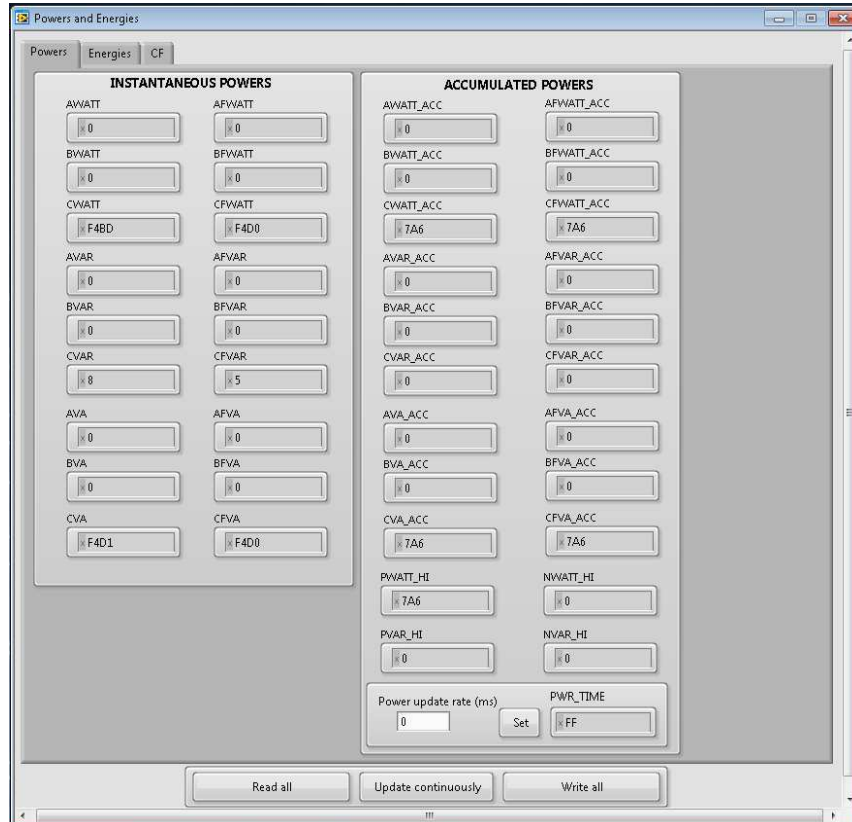 Powers and Energies
Powers Energies CF
INSTANTANEOUS POWERS
AWATT AFWATT
x 0 x 0
BWATT BFWATT
x 0 x 0
CWATT CFWATT
x F4BD x F4D0
AVAR AFVAR
x 0 x 0
BVAR BFVAR
x 0 x 0
CVAR CFVAR
x 8 x 5
AVA AFVA
x 0 x 0
BVA BFVA
x 0 x 0
CVA CFVA
x F4D1 x F4D0
ACCUMULATED POWERS
AWATT_ACC AFWATT_ACC
x 0 x 0
BWATT_ACC BFWATT_ACC
x 0 x 0
CWATT_ACC CFWATT_ACC
x 7A6 x 7A6
AVAR_ACC AFVAR_ACC
x 0 x 0
BVAR_ACC BFVAR_ACC
x 0 x 0
CVAR_ACC CFVAR_ACC
x 0 x 0
AVA_ACC AFVA_ACC
x 0 x 0
BVA_ACC BFVA_ACC
x 0 x 0
CVA_ACC CFVA_ACC
x 7A6 x 7A6
PWATT_HI NWATT_HI
x 7A6 x 0
PVAR_HI NVAR_HI
x 0 x 0
Power update rate (ms) PWR_TIME
0 Set x FF
Read all Update continuously Write all